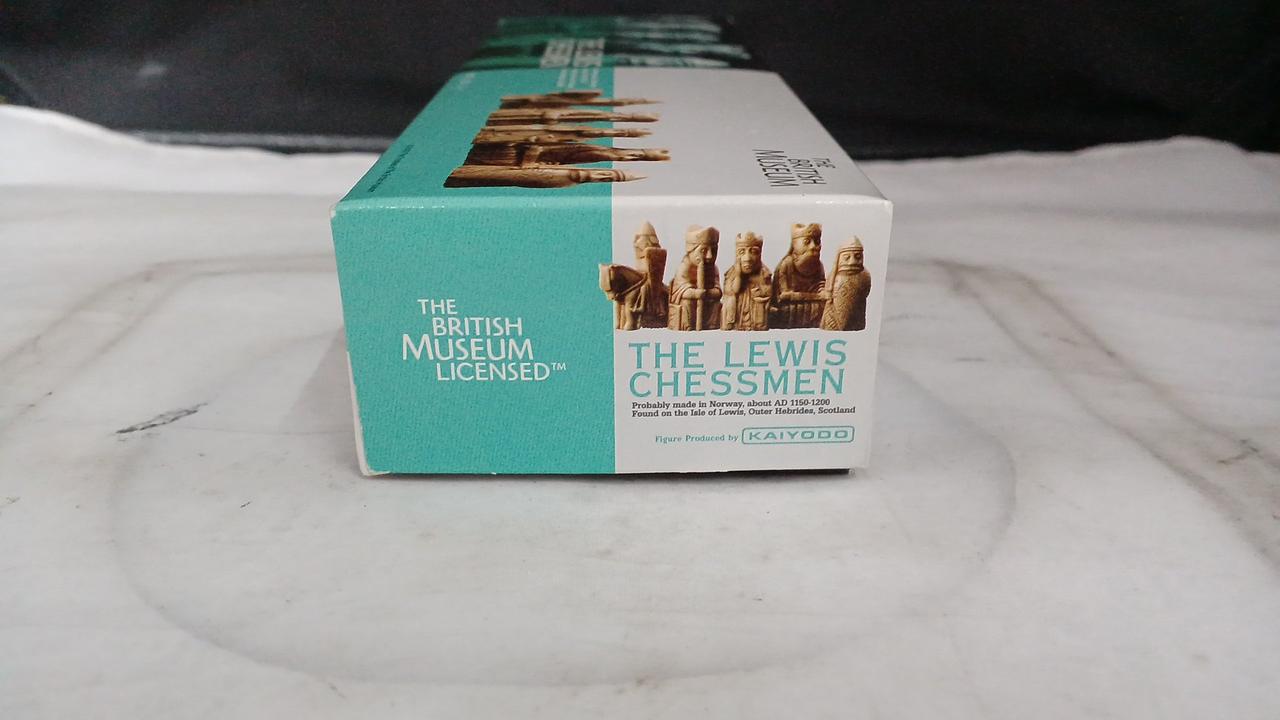 THE
BRITISH
MUSEUM
THE
BRITISH
MUSEUM
LICENSED™
THE LEWIS
CHESSMEN
Probably made in Norway, about AD 1150-1200
Found on the Isle of Lewis, Outer Hebrides, Scotland
Figure Produced by KAIYODO